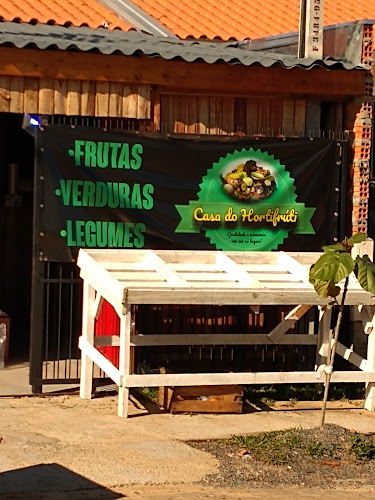 •FRUTAS
•VERDURAS
•LEGUMES
Casa do Hortifrúti
Qualidade e economia
em um só lugar!